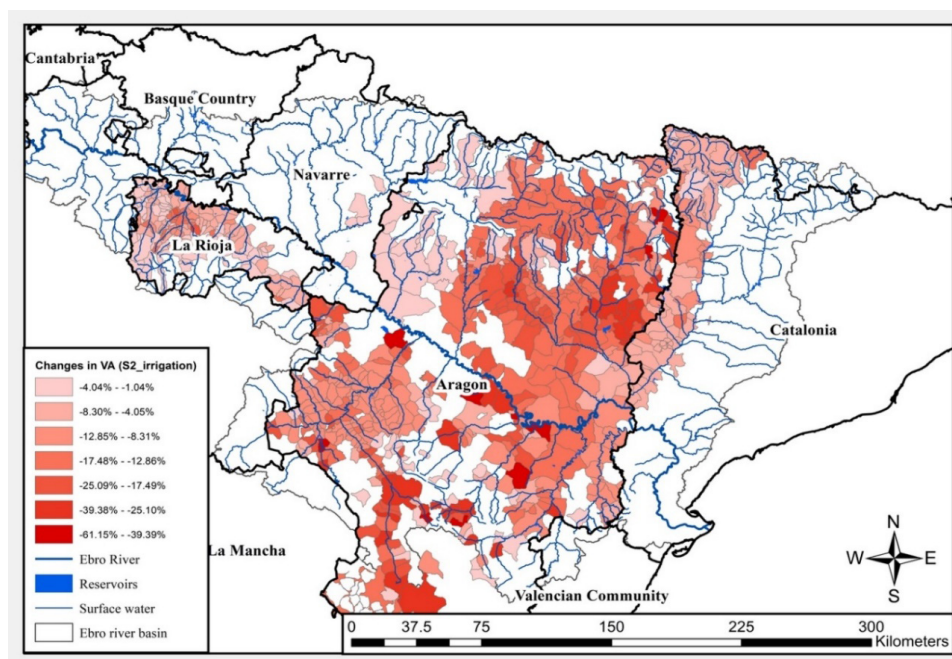 Cantabria
Basque Country
Navarre
La Rioja
Catalonia
Aragon
Changes in VA (S2_irrigation)
-4.04% - -1.04%
-8.30% - -4.05%
-12.85% - -8.31%
-17.48% - -12.86%
-25.09% - -17.49%
-39.38% - -25.10%
-61.15% - -39.39%
Ebro River
Reservoirs
Surface water
Ebro river basin
La Mancha
Valencian Community
N
W E
S
0 37.5 75 150 225 300
Kilometers